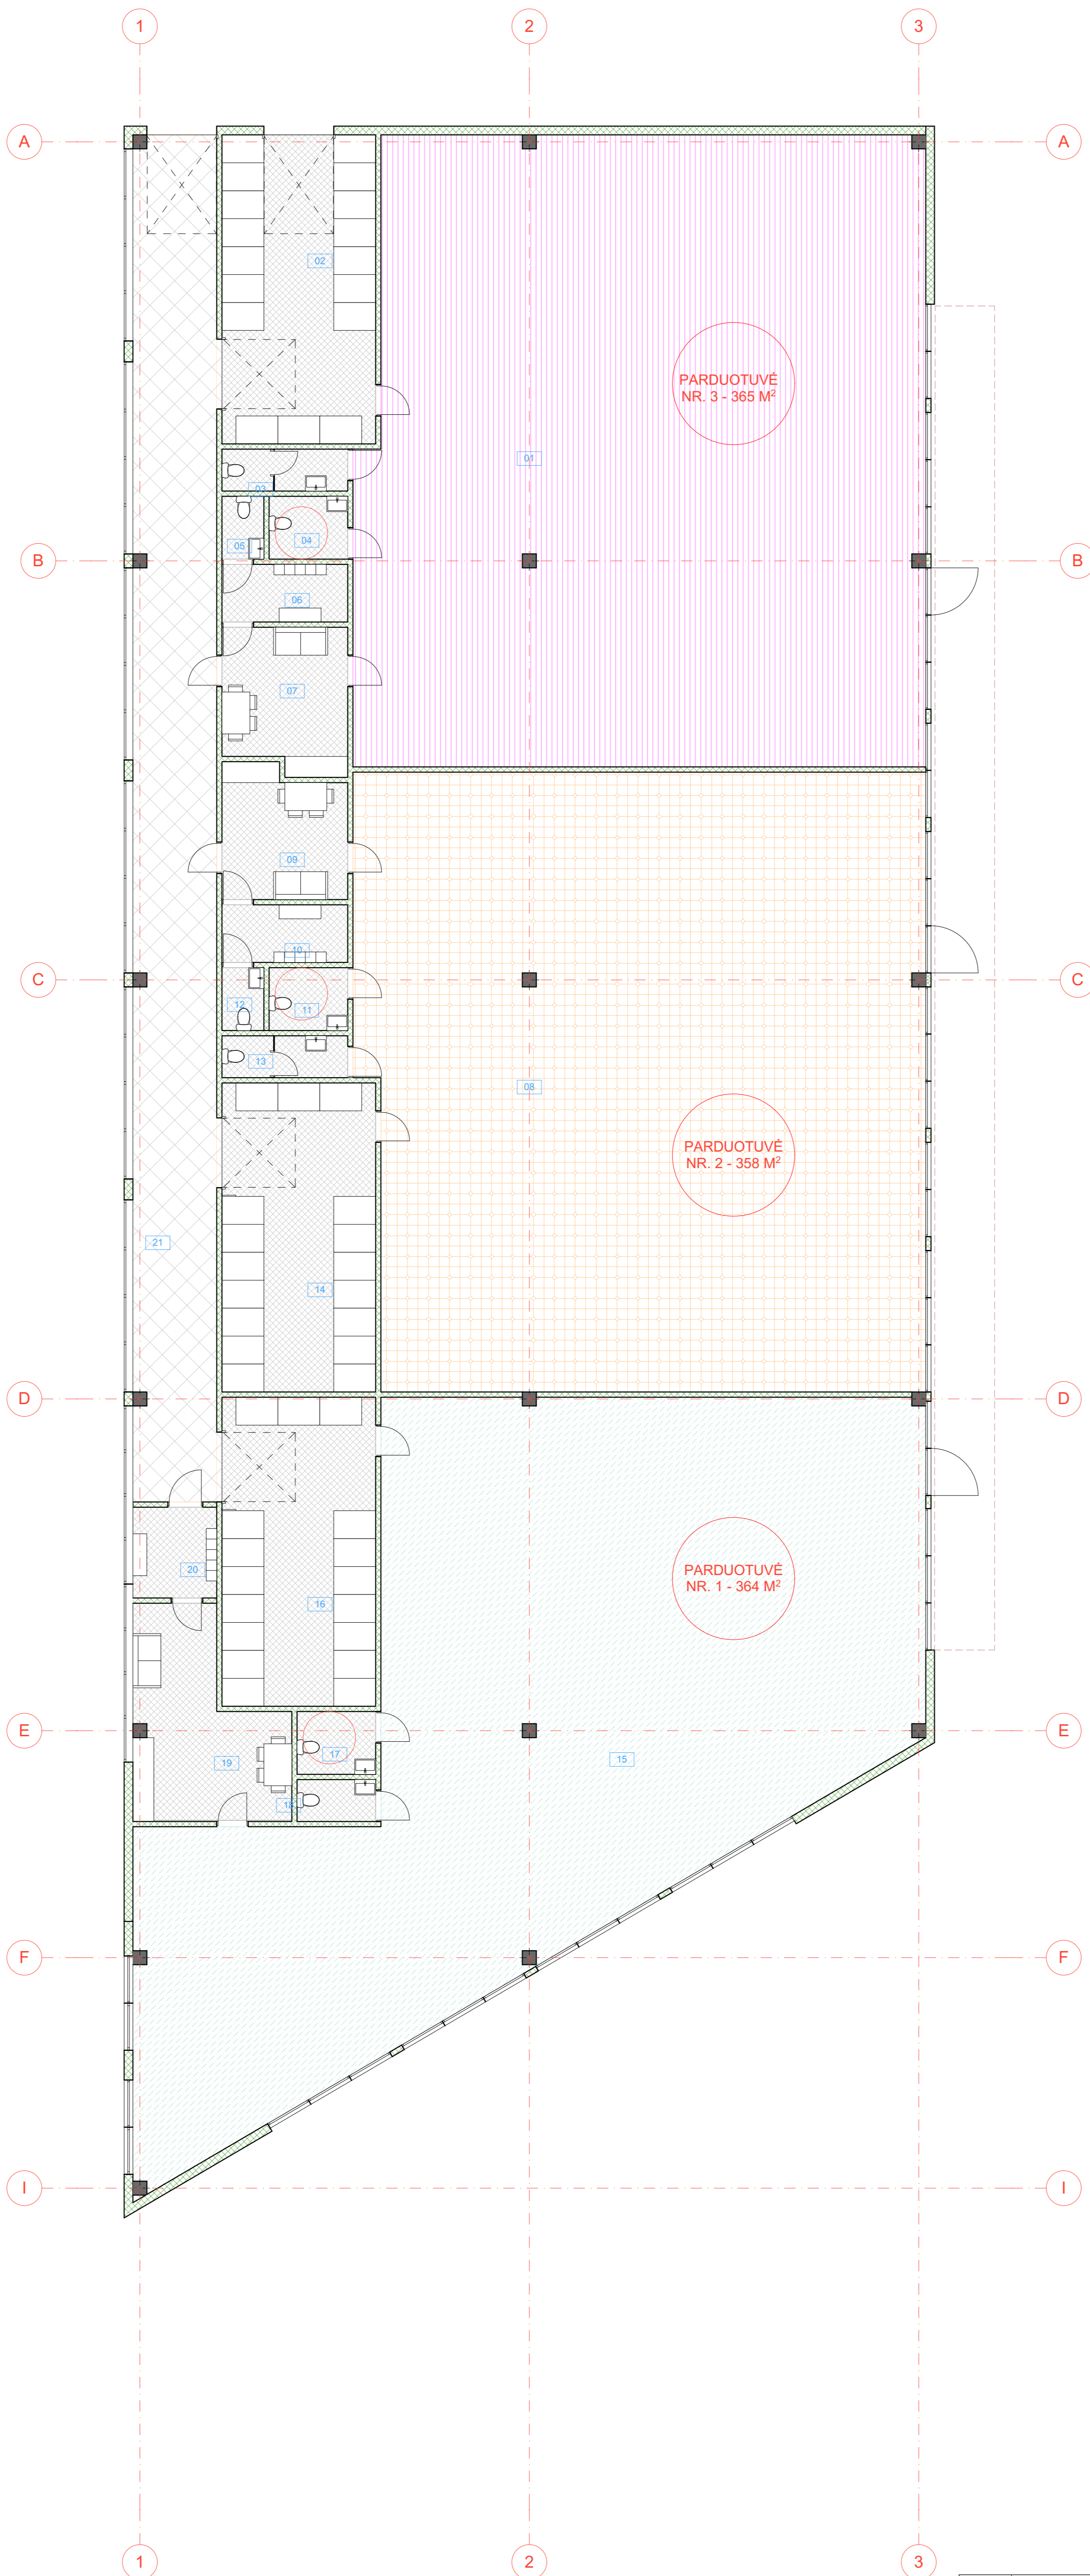 1 2 3
A A
02
PARDUOTUVĖ
NR. 3 - 365 M²
01
03
04
05
B B
06
07
09
10
C C
12 11
13
08
PARDUOTUVĖ
NR. 2 - 358 M²
21
14
D D
20
PARDUOTUVĖ
NR. 1 - 364 M²
16
E E
17
19
15
18
F F
I I
1 2 3